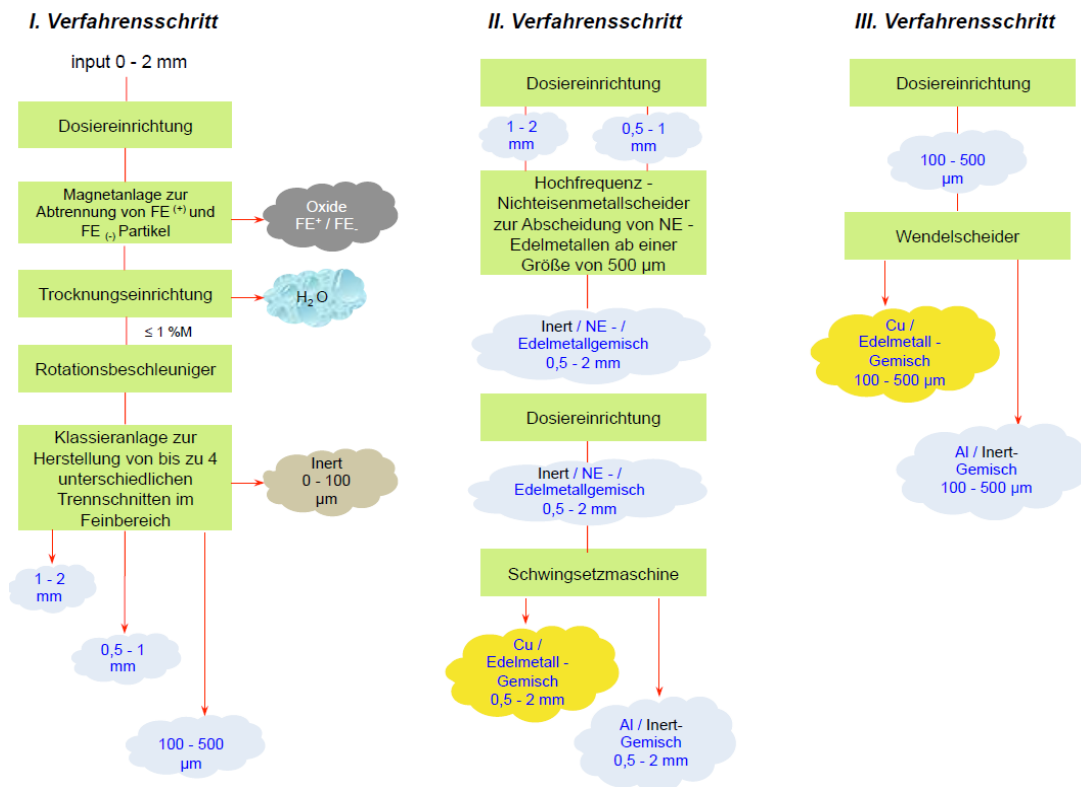 I. Verfahrensschritt
input 0 - 2 mm
Dosiereinrichtung
Magnetanlage zur
Abtrennung von FE (+) und
FE (-) Partikel
Oxide
FE+ / FE-
Trocknungseinrichtung
H2O
≤ 1 %M
Rotationsbeschleuniger
Klassieranlage zur
Herstellung von bis zu 4
unterschiedlichen
Trennschnitten im
Feinbereich
Inert
0 - 100
µm
1 - 2
mm
0,5 - 1
mm
100 - 500
µm
II. Verfahrensschritt
Dosiereinrichtung
1 - 2
mm
0,5 - 1
mm
Hochfrequenz -
Nichteisenmetallscheider
zur Abscheidung von NE -
Edelmetallen ab einer
Größe von 500 µm
Inert / NE - /
Edelmetallgemisch
0,5 - 2 mm
Dosiereinrichtung
Inert / NE - /
Edelmetallgemisch
0,5 - 2 mm
Schwingsetzmaschine
Cu /
Edelmetall -
Gemisch
0,5 - 2 mm
Al / Inert-
Gemisch
0,5 - 2 mm
III. Verfahrensschritt
Dosiereinrichtung
100 - 500
µm
Wendelscheider
Cu /
Edelmetall -
Gemisch
100 - 500 µm
Al / Inert-
Gemisch
100 - 500 µm